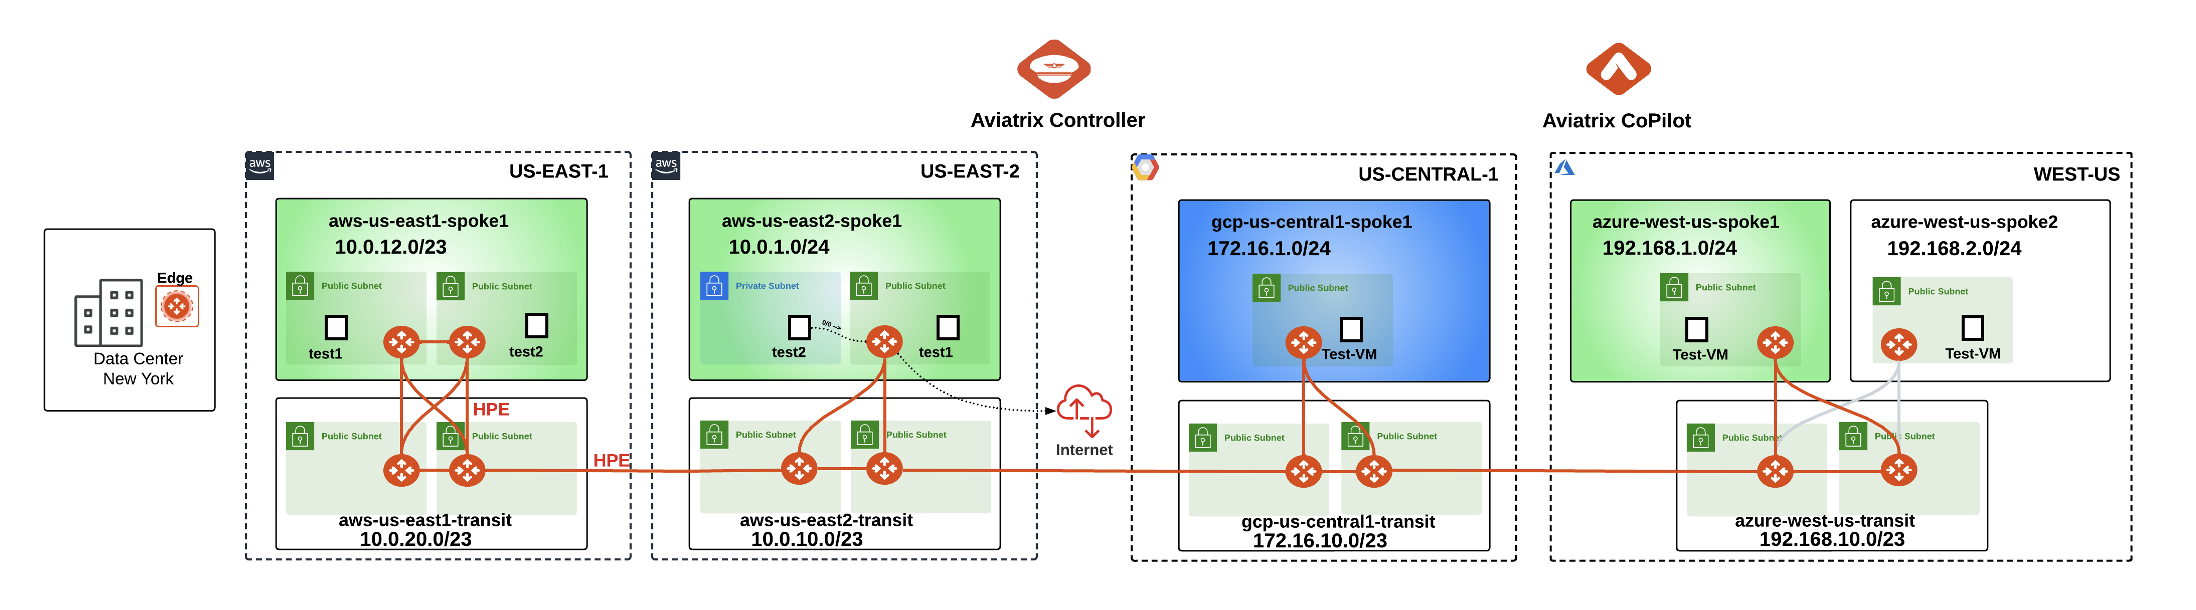 Aviatrix Controller
Aviatrix CoPilot
Edge
Data Center
New York
aws
US-EAST-1
aws-us-east1-spoke1
10.0.12.0/23
Public Subnet
Public Subnet
test1
test2
HPE
Public Subnet
Public Subnet
aws-us-east1-transit
10.0.20.0/23
HPE
aws
US-EAST-2
aws-us-east2-spoke1
10.0.1.0/24
Private Subnet
Public Subnet
0/0
test2
test1
Public Subnet
Public Subnet
aws-us-east2-transit
10.0.10.0/23
Internet
US-CENTRAL-1
gcp-us-central1-spoke1
172.16.1.0/24
Public Subnet
Test-VM
Public Subnet
Public Subnet
gcp-us-central1-transit
172.16.10.0/23
WEST-US
azure-west-us-spoke1
192.168.1.0/24
Public Subnet
Test-VM
azure-west-us-spoke2
192.168.2.0/24
Public Subnet
Test-VM
Public Subnet
Public Subnet
azure-west-us-transit
192.168.10.0/23